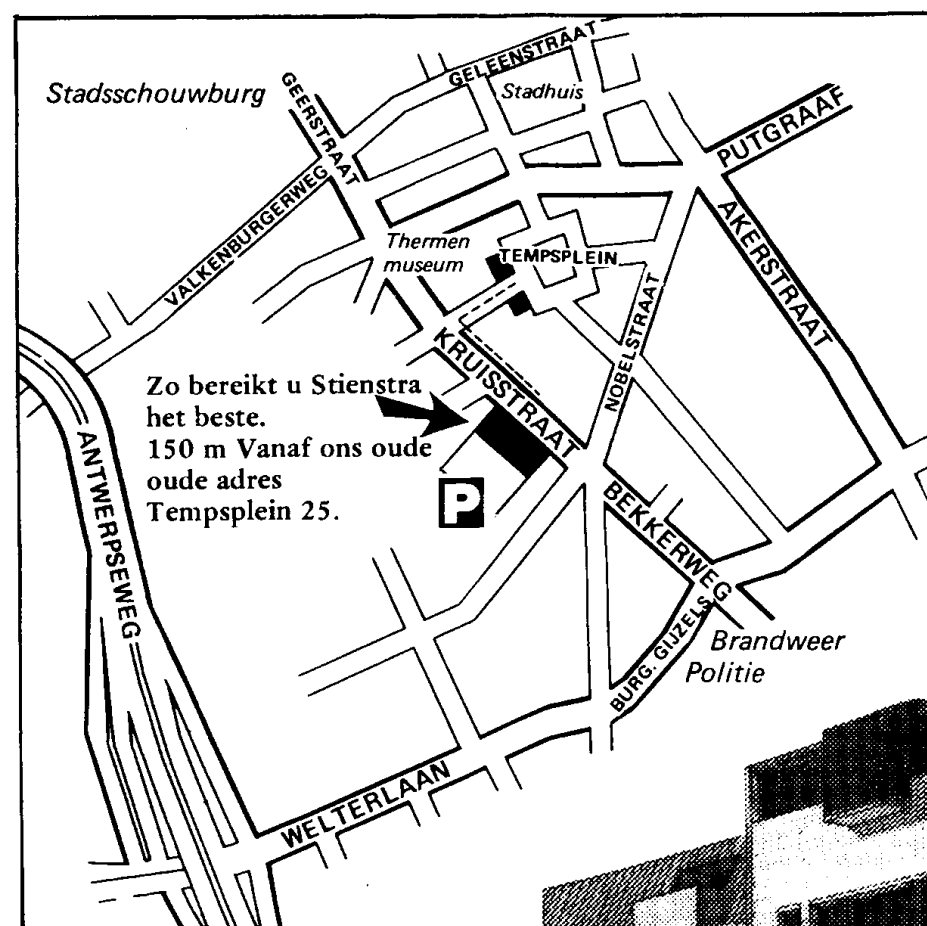 GELEENSTRAAT
Stadsschouwburg
GEERSTRAAT
Stadhuis
PUTGRAAF
VALKENBURGERWEG
AKERSTRAAT
Thermen
museum
TEMPSPLEIN
NOBELSTRAAT
KRUISSTRAAT
Zo bereikt u Stienstra
het beste.
150 m Vanaf ons oude
oude adres
Tempsplein 25.
P
ANTWERPSEWEG
BEKKERWEG
BURG. GIJZELS
Brandweer
Politie
WELTERLAAN